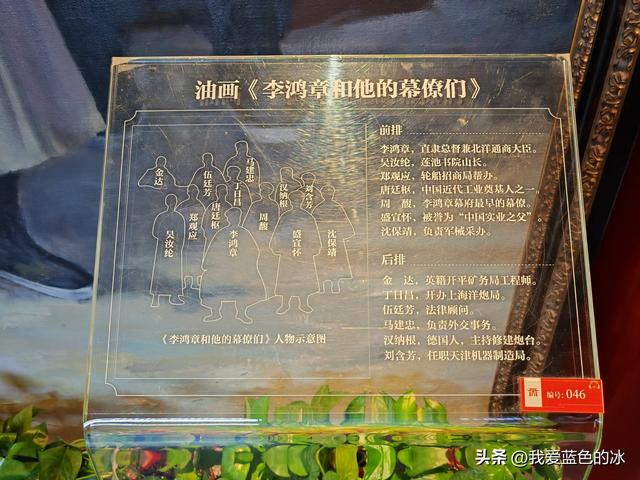 油画《李鸿章和他的幕僚们》
金达
伍廷芳
马建忠
丁日昌
汉纳根
刘含芳
吴汝纶
郑观应
唐廷枢
李鸿章
周馥
盛宣怀
沈保靖
《李鸿章和他的幕僚们》人物示意图
前排
李鸿章，直隶总督兼北洋通商大臣。
吴汝纶，莲池书院山长。
郑观应，轮船招商局帮办。
唐廷枢，中国近代工业奠基人之一。
周 馥，李鸿章幕府最早的幕僚。
盛宣怀，被誉为“中国实业之父”。
沈保靖，负责军械采办。
后排
金 达，英籍开平矿务局工程师。
丁日昌，开办上海洋炮局。
伍廷芳，法律顾问。
马建忠，负责外交事务。
汉纳根，德国人，主持修建炮台。
刘含芳，任职天津机器制造局。
编号: 046
头条 @我爱蓝色的冰